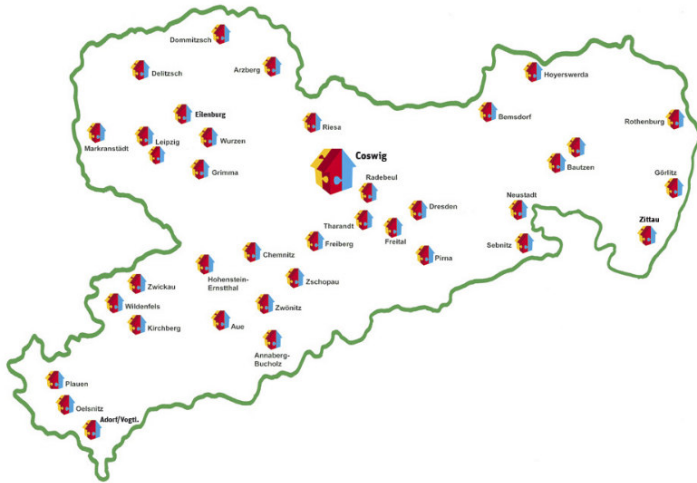 Dommitzsch
Delitzsch
Arzberg
Hoyerswerda
Eilenburg
Bernsdorf
Rothenburg
Riesa
Markranstädt
Leipzig
Wurzen
Coswig
Bautzen
Grimma
Radebeul
Görlitz
Neustadt
Dresden
Zittau
Tharandt
Freital
Freiberg
Sebnitz
Chemnitz
Pirna
Hohenstein-
Ernstthal
Zschopau
Zwickau
Wildenfels
Zwönitz
Kirchberg
Aue
Annaberg-
Bucholz
Plauen
Oelsnitz
Adorf/Vogtl.